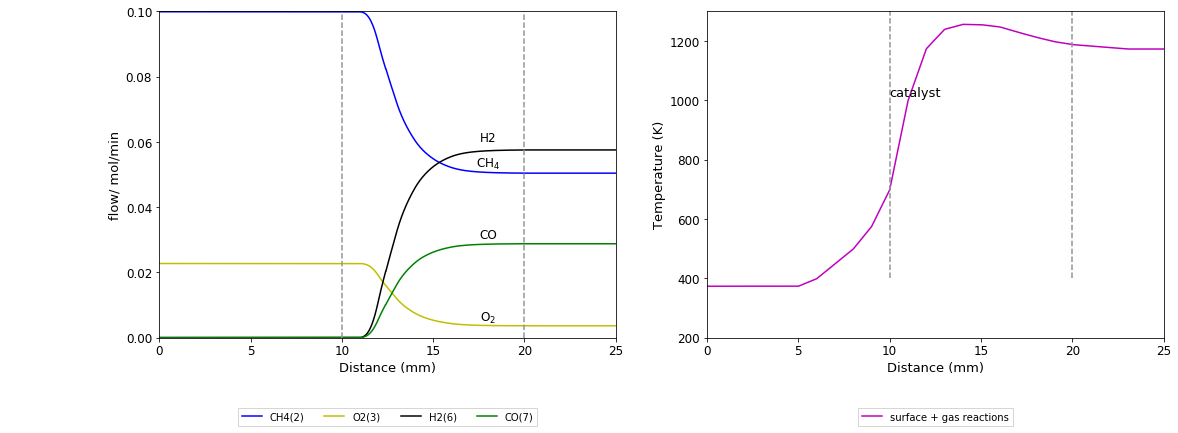 0.10
0.08
0.06
0.04
0.02
0.00
flow/ mol/min
H2
CH₄
CO
O₂
0 5 10 15 20 25
Distance (mm)
CH4(2) O2(3) H2(6) CO(7)
1200
1000
800
600
400
200
Temperature (K)
catalyst
0 5 10 15 20 25
Distance (mm)
surface + gas reactions